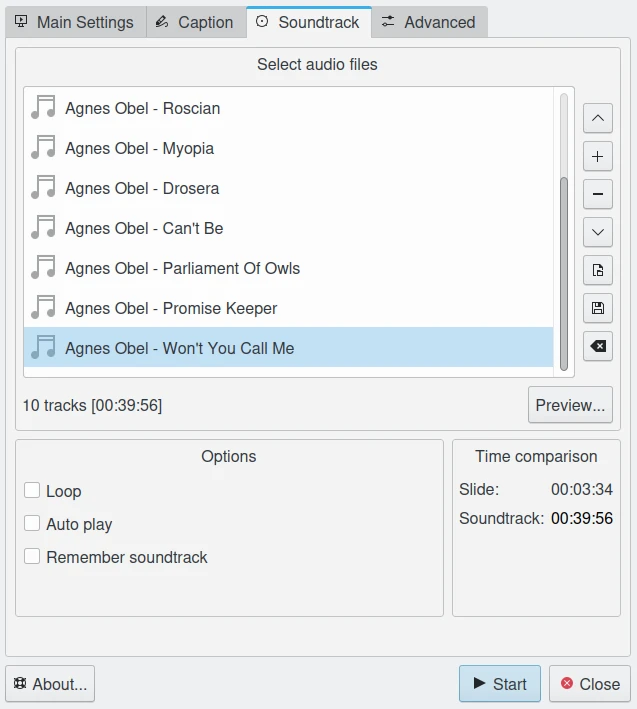 Main Settings Caption Soundtrack Advanced
Select audio files
Agnes Obel - Roscian
Agnes Obel - Myopia
Agnes Obel - Drosera
Agnes Obel - Can't Be
Agnes Obel - Parliament Of Owls
Agnes Obel - Promise Keeper
Agnes Obel - Won't You Call Me
10 tracks [00:39:56] Preview...
Options
Loop
Auto play
Remember soundtrack
Time comparison
Slide: 00:03:34
Soundtrack: 00:39:56
About... Start Close